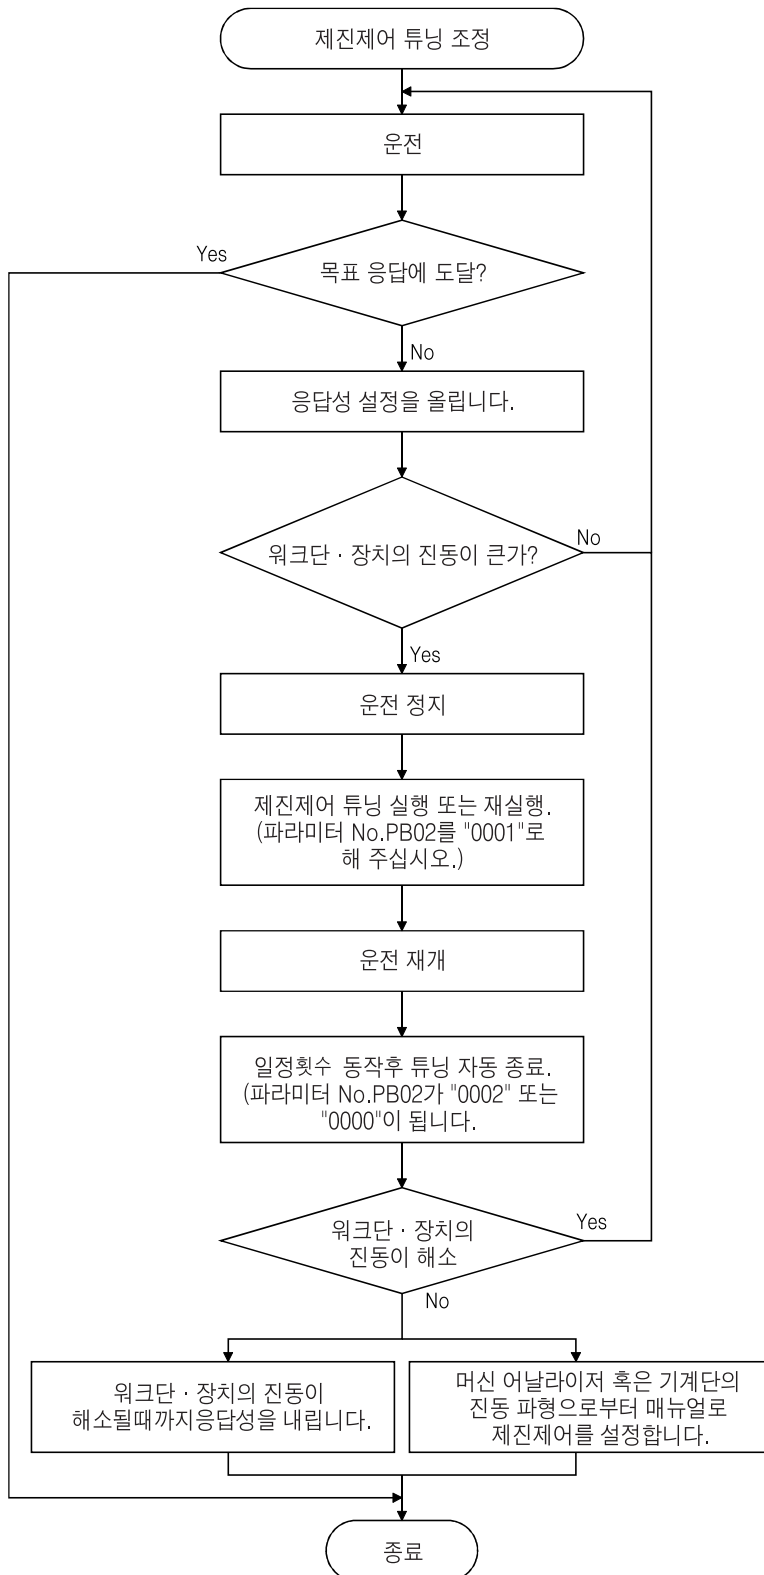 제진제어 튜닝 조정
운전
Yes
목표 응답에 도달?
No
응답성 설정을 올립니다.
워크단 · 장치의 진동이 큰가?
No
Yes
운전 정지
제진제어 튜닝 실행 또는 재실행.
(파라미터 No.PB02를 "0001"로
해 주십시오.)
운전 재개
일정횟수 동작후 튜닝 자동 종료.
(파라미터 No.PB02가 "0002" 또는
"0000"이 됩니다.
워크단 · 장치의
진동이 해소
Yes
No
워크단 · 장치의 진동이
해소될때까지응답성을 내립니다.
머신 어날라이저 혹은 기계단의
진동 파형으로부터 매뉴얼로
제진제어를 설정합니다.
종료